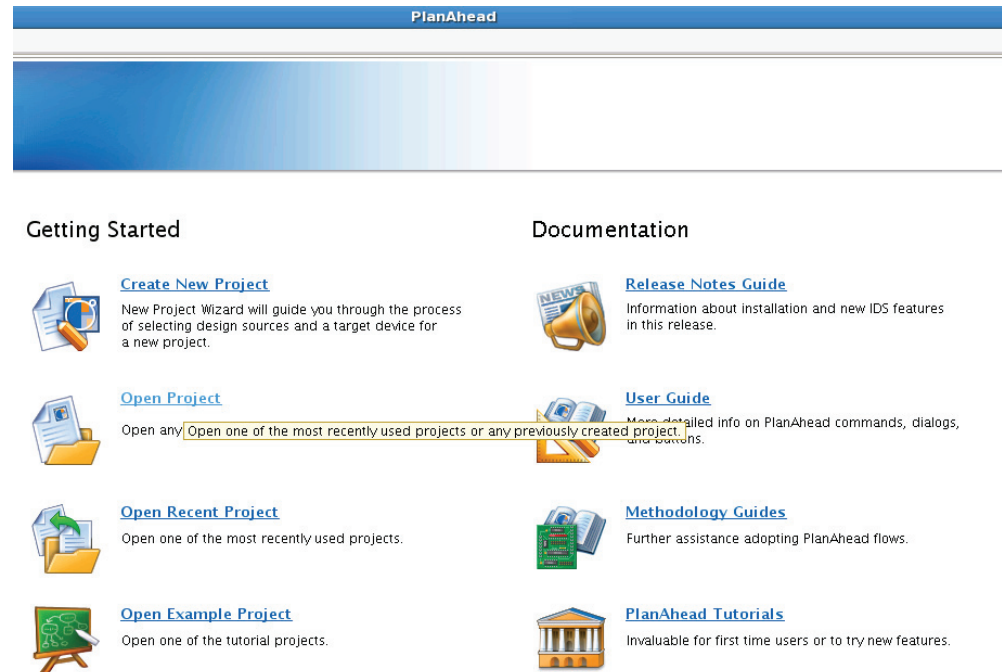 PlanAhead
Getting Started
Create New Project
New Project Wizard will guide you through the process
of selecting design sources and a target device for
a new project.
Open Project
Open any
Open one of the most recently used projects or any previously created project.
Open Recent Project
Open one of the most recently used projects.
Open Example Project
Open one of the tutorial projects.
Documentation
Release Notes Guide
NEWS
Information about installation and new IDS features
in this release.
User Guide
More detailed info on PlanAhead commands, dialogs,
and buttons.
Methodology Guides
Further assistance adopting PlanAhead flows.
PlanAhead Tutorials
Invaluable for first time users or to try new features.